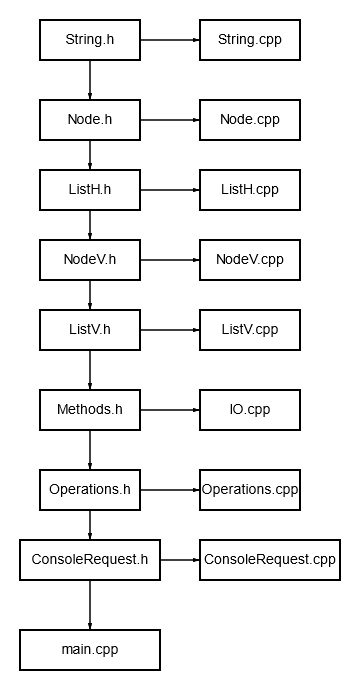 String.h
String.cpp
Node.h
Node.cpp
ListH.h
ListH.cpp
NodeV.h
NodeV.cpp
ListV.h
ListV.cpp
Methods.h
IO.cpp
Operations.h
Operations.cpp
ConsoleRequest.h
ConsoleRequest.cpp
main.cpp